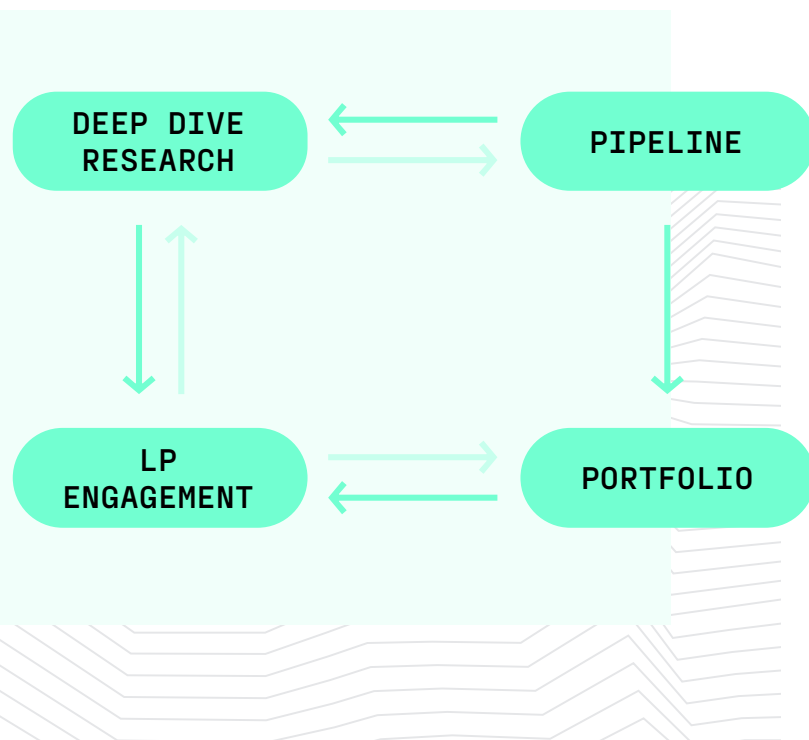 DEEP DIVE
RESEARCH
PIPELINE
LP
ENGAGEMENT
PORTFOLIO